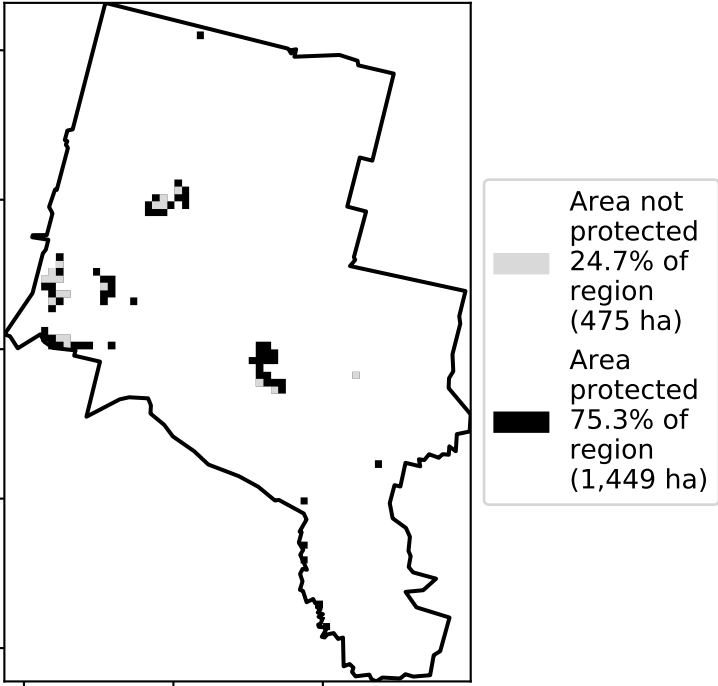 Area not
protected
24.7% of
region
(475 ha)
Area
protected
75.3% of
region
(1,449 ha)